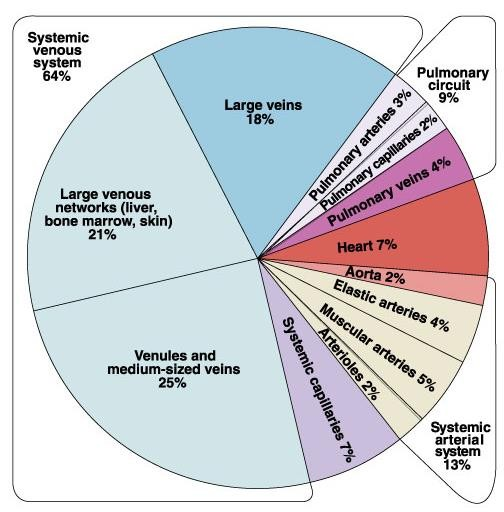 Systemic
venous
system
64%
Pulmonary
circuit
9%
Large veins
18%
Pulmonary arteries 3%
Pulmonary capillaries 2%
Pulmonary veins 4%
Heart 7%
Aorta 2%
Elastic arteries 4%
Muscular arteries 5%
Arterioles 2%
Systemic capillaries 7%
Large venous
networks (liver,
bone marrow, skin)
21%
Venules and
medium-sized veins
25%
Systemic
arterial
system
13%